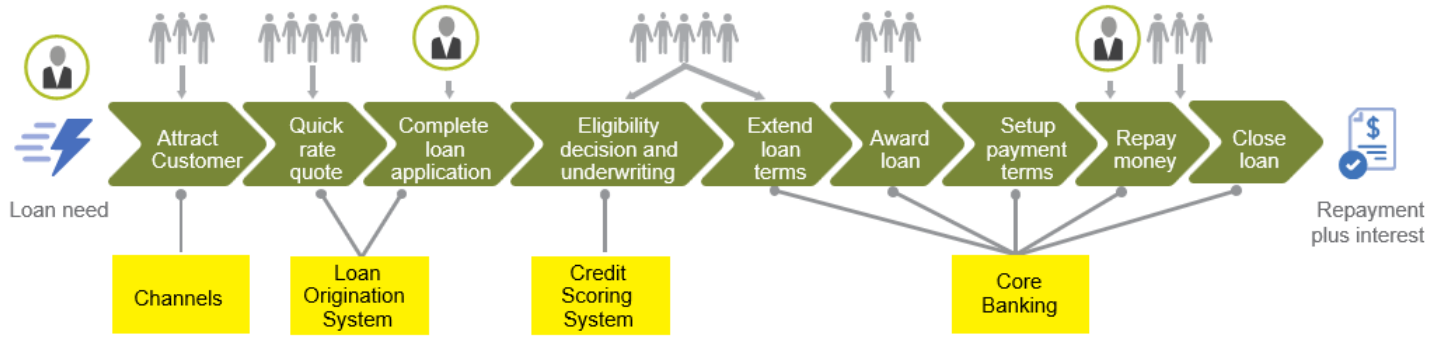 Attract
Customer
Quick
rate
quote
Complete
loan
application
Eligibility
decision and
underwriting
Extend
loan
terms
Award
loan
Setup
payment
terms
Repay
money
Close
loan
$
Loan need
Repayment
plus interest
Channels
Loan
Origination
System
Credit
Scoring
System
Core
Banking